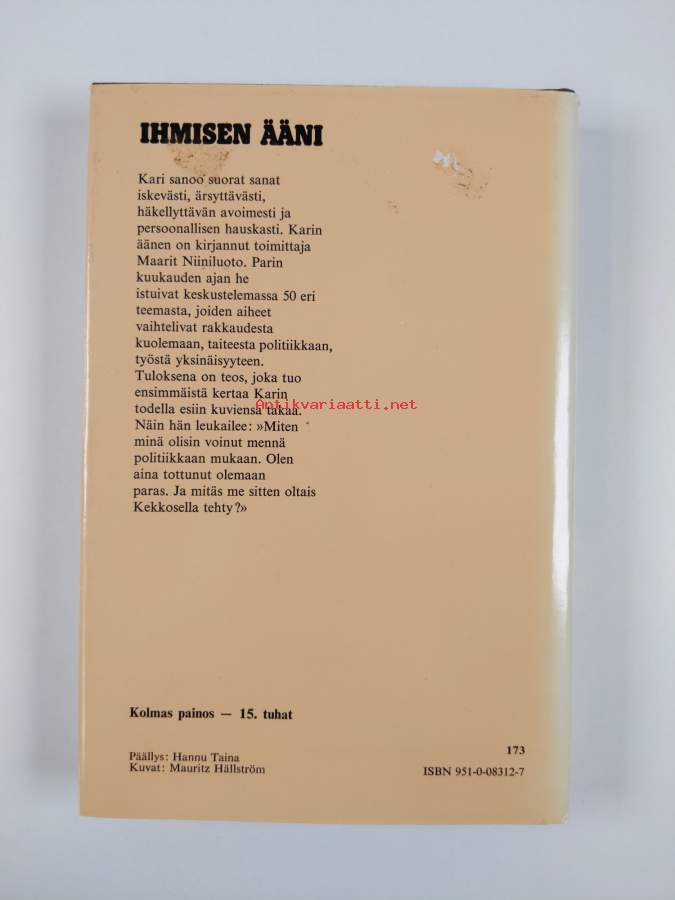 IHMISEN ÄÄNI
Kari sanoo suorat sanat
iskevästi, ärsyttävästi,
häkellyttävän avoimesti ja
persoonallisen hauskasti. Karin
äänen on kirjannut toimittaja
Maarit Niiniluoto. Parin
kuukauden ajan he
istuivat keskustelemassa 50 eri
teemasta, joiden aiheet
vaihtelivat rakkaudesta
kuolemaan, taiteesta politiikkaan,
työstä yksinäisyyteen.
Tuloksena on teos, joka tuo
ensimmäistä kertaa Karin
todella esiin kuviensa takaa.
Antikvariaatti.net
Näin hän leukailee: »Miten
minä olisin voinut mennä
politiikkaan mukaan. Olen
aina tottunut olemaan
paras. Ja mitäs me sitten oltais
Kekkosella tehty?»
Kolmas painos — 15. tuhat
Päällys: Hannu Taina
Kuvat: Mauritz Hällström
173
ISBN 951-0-08312-7